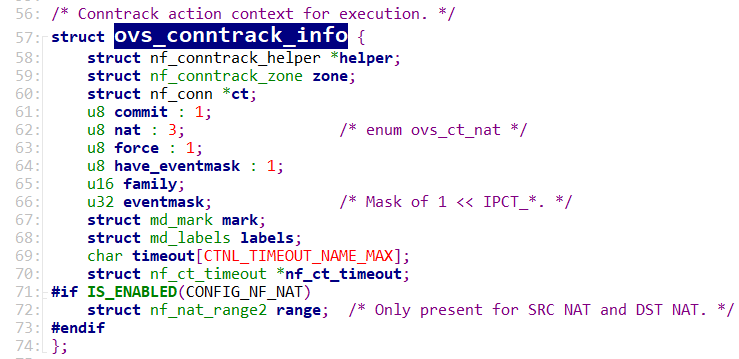 56: /* Conntrack action context for execution. */
57: struct ovs_conntrack_info {
58: struct nf_conntrack_helper *helper;
59: struct nf_conntrack_zone zone;
60: struct nf_conn *ct;
61: u8 commit : 1;
62: u8 nat : 3; /* enum ovs_ct_nat */
63: u8 force : 1;
64: u8 have_eventmask : 1;
65: u16 family;
66: u32 eventmask; /* Mask of 1 << IPCT_*. */
67: struct md_mark mark;
68: struct md_labels labels;
69: char timeout[CTNL_TIMEOUT_NAME_MAX];
70: struct nf_ct_timeout *nf_ct_timeout;
71: #if IS_ENABLED(CONFIG_NF_NAT)
72: struct nf_nat_range2 range; /* Only present for SRC NAT and DST NAT. */
73: #endif
74: };